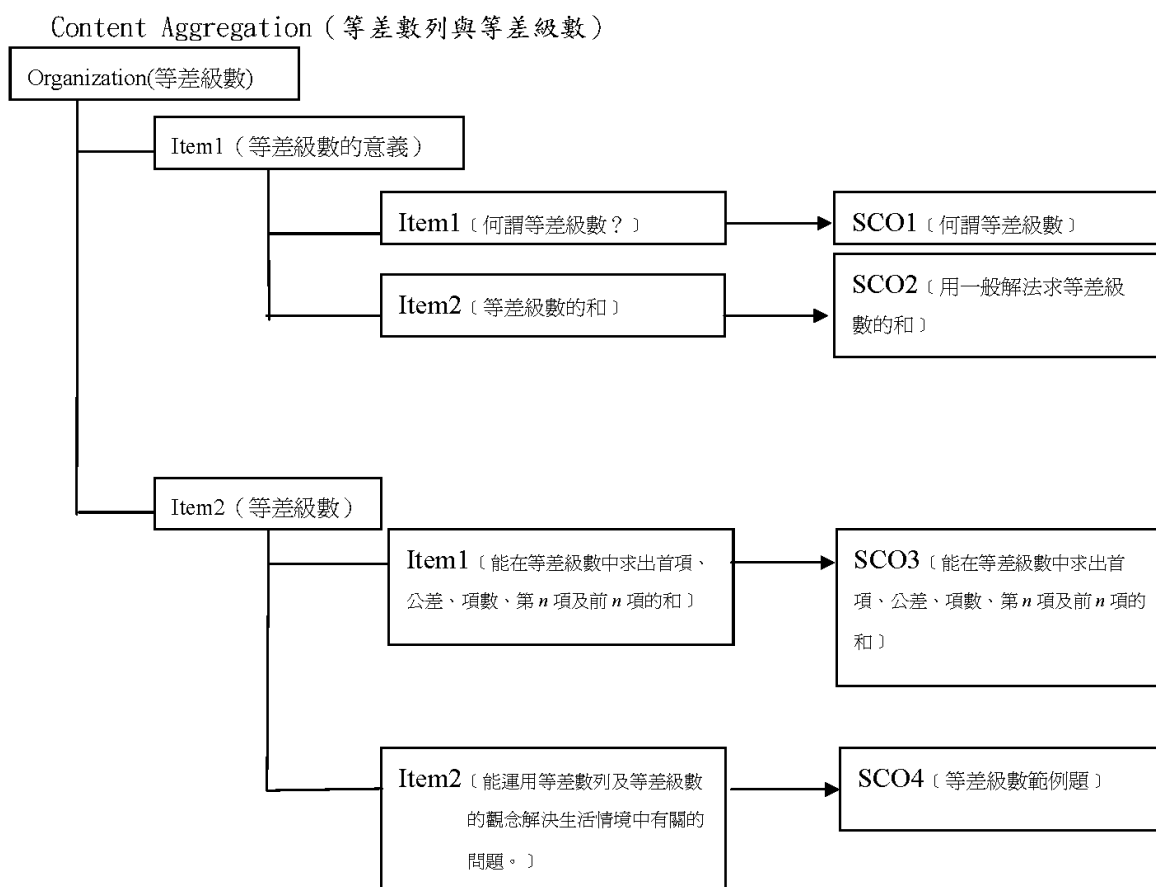 Content Aggregation（等差數列與等差級數）
Organization(等差級數)
Item1（等差級數的意義）
Item1﹝何謂等差級數？﹞
SCO1﹝何謂等差級數﹞
Item2﹝等差級數的和﹞
SCO2﹝用一般解法求等差級
數的和﹞
Item2（等差級數）
Item1﹝能在等差級數中求出首項、
公差、項數、第 n 項及前 n 項的和﹞
SCO3﹝能在等差級數中求出首
項、公差、項數、第 n 項及前 n 項的
和﹞
Item2﹝能運用等差數列及等差級數
的觀念解決生活情境中有關的
問題。﹞
SCO4﹝等差級數範例題﹞